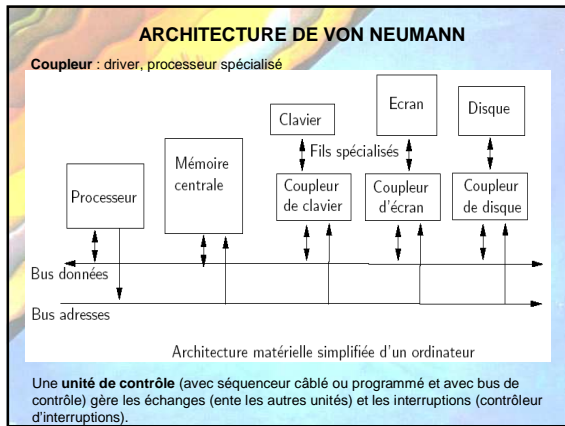 ARCHITECTURE DE VON NEUMANN
Coupleur : driver, processeur spécialisé
Ecran
Disque
Clavier
Fils spécialisés
Mémoire
centrale
Processeur
Coupleur
de clavier
Coupleur
d'écran
Coupleur
de disque
Bus données
Bus adresses
Architecture matérielle simplifiée d'un ordinateur
Une unité de contrôle (avec séquenceur câblé ou programmé et avec bus de
contrôle) gère les échanges (ente les autres unités) et les interruptions (contrôleur
d'interruptions).